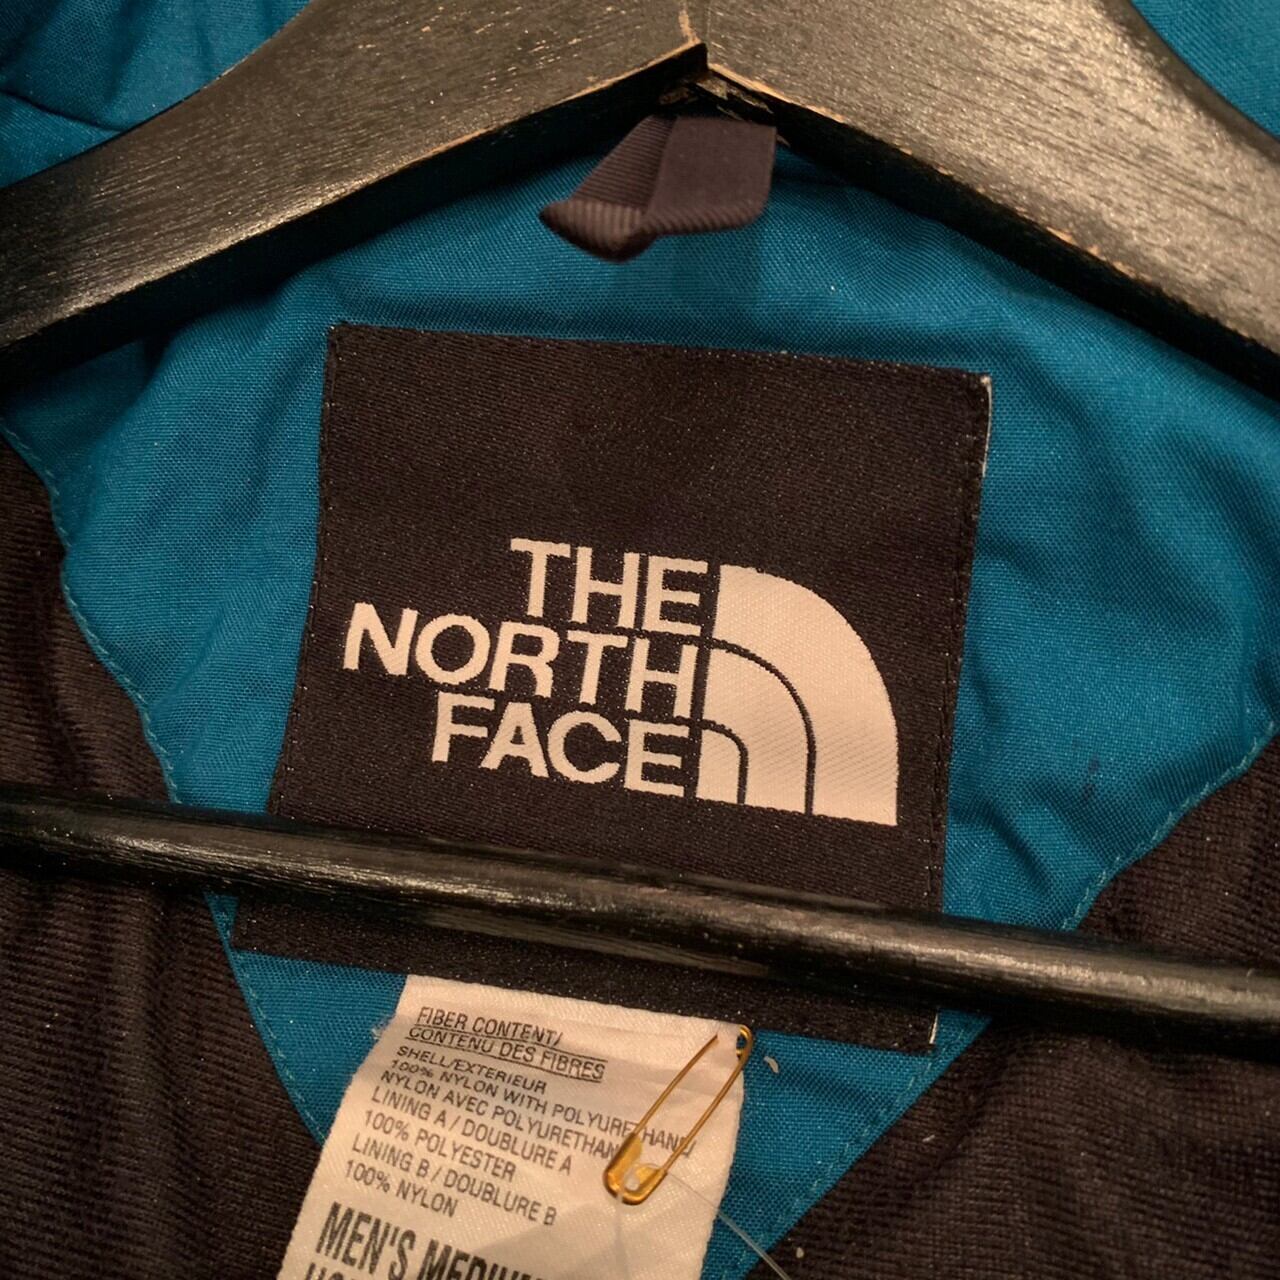 THE
NORTH
FACE
FIBER CONTENT/
CONTENU DES FIBRES
SHELL/EXTERIEUR
100% NYLON WITH POLYURETHANE/
NYLON AVEC POLYURETHAN
LINING A / DOUBLURE A
100% POLYESTER
LINING B / DOUBLURE B
100% NYLON
MEN'S MEDIUM